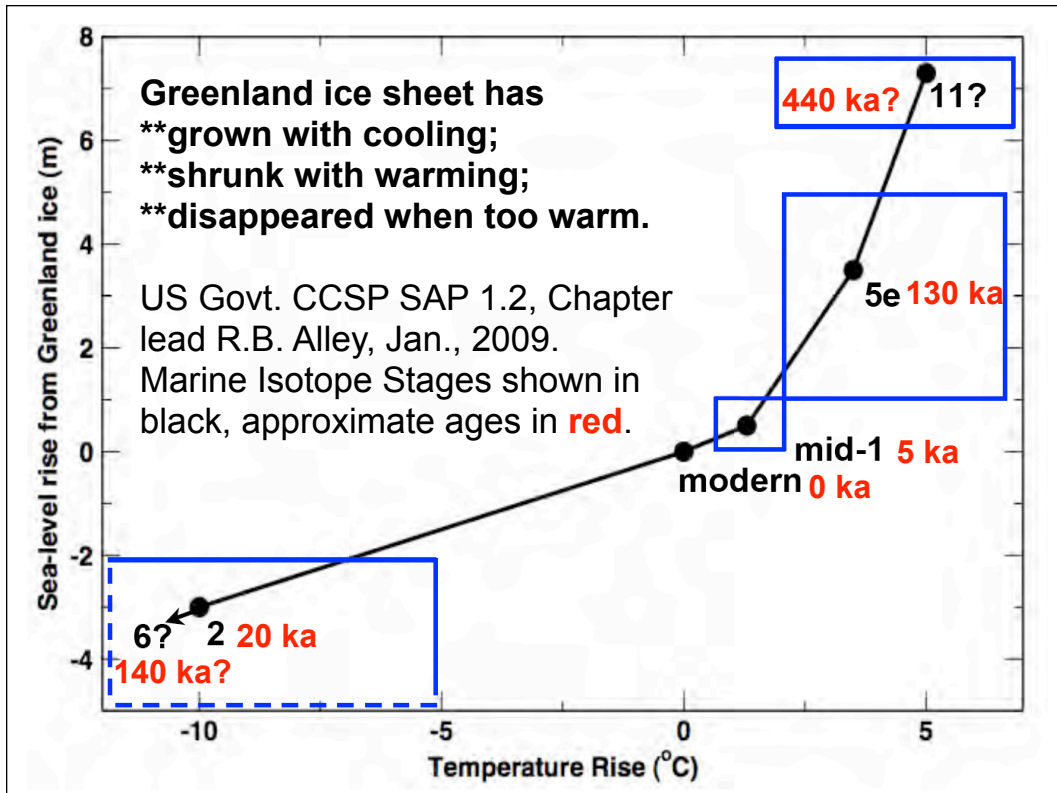 8
6
4
2
0
-2
-4
Sea-level rise from Greenland ice (m)
Greenland ice sheet has
**grown with cooling;
**shrunk with warming;
**disappeared when too warm.
US Govt. CCSP SAP 1.2, Chapter
lead R.B. Alley, Jan., 2009.
Marine Isotope Stages shown in
black, approximate ages in red.
440 ka? 11?
5e 130 ka
mid-1 5 ka
modern 0 ka
6? 2 20 ka
140 ka?
-10 -5 0 5
Temperature Rise (°C)